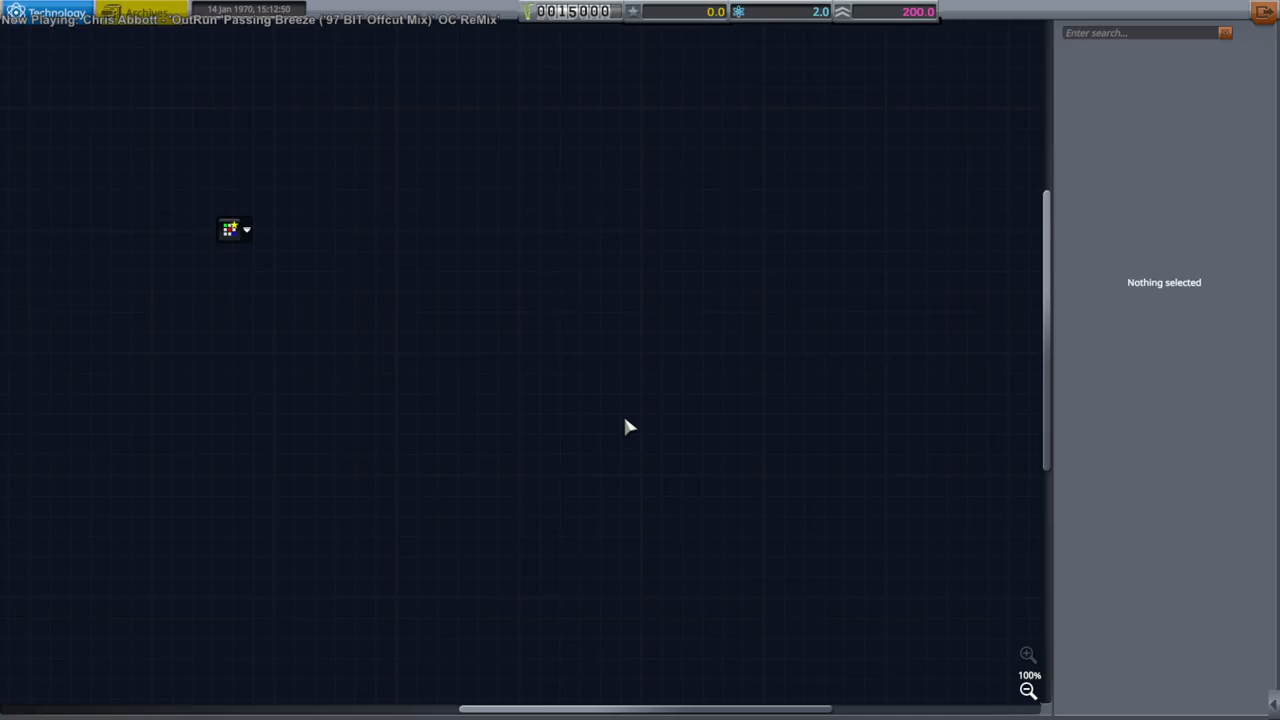 Technology
Archives
14 Jan 1970, 15:12:50
0015000
0.0
2.0
200.0
Now Playing: Chris Abbott - 'OutRun 'Passing Breeze ('97 BIT Offcut Mix)' OC ReMix'
Enter search...
Nothing selected
100%